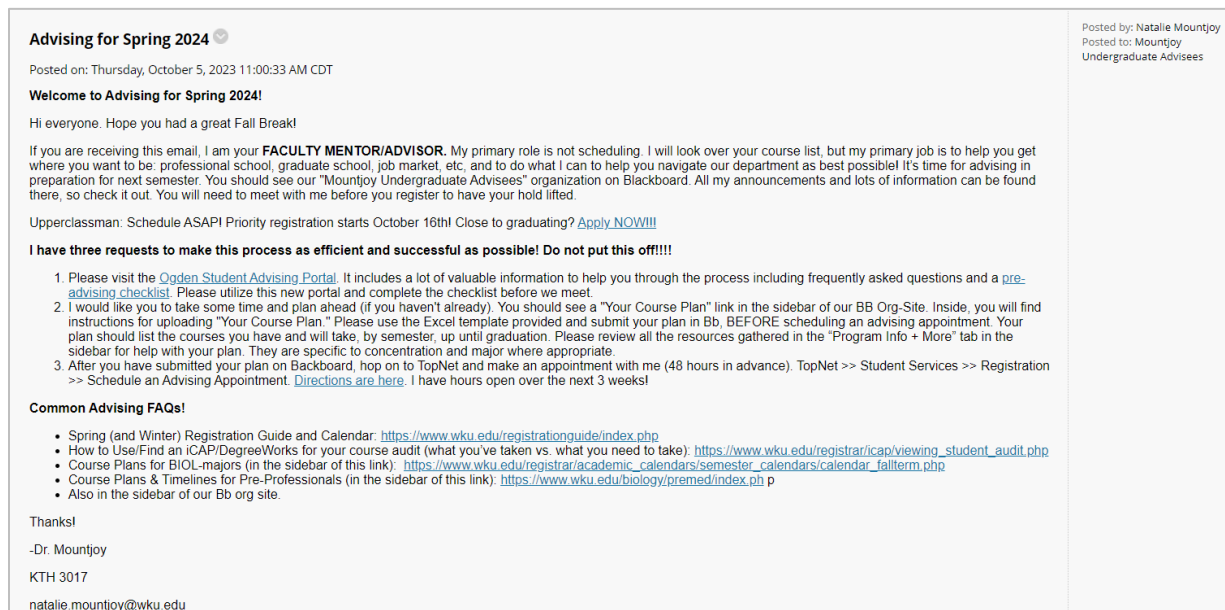 Advising for Spring 2024
Posted on: Thursday, October 5, 2023 11:00:33 AM CDT
Welcome to Advising for Spring 2024!
Hi everyone. Hope you had a great Fall Break!
If you are receiving this email, I am your FACULTY MENTOR/ADVISOR. My primary role is not scheduling. I will look over your course list, but my primary job is to help you get
where you want to be: professional school, graduate school, job market, etc, and to do what I can to help you navigate our department as best possible! It's time for advising in
preparation for next semester. You should see our "Mountjoy Undergraduate Advisees" organization on Blackboard. All my announcements and lots of information can be found
there, so check it out. You will need to meet with me before you register to have your hold lifted.
Upperclassman: Schedule ASAP! Priority registration starts October 16th! Close to graduating? Apply NOW!!!
I have three requests to make this process as efficient and successful as possible! Do not put this off!!!!
1. Please visit the Ogden Student Advising Portal. It includes a lot of valuable information to help you through the process including frequently asked questions and a pre-
advising checklist. Please utilize this new portal and complete the checklist before we meet.
2. I would like you to take some time and plan ahead (if you haven't already). You should see a "Your Course Plan" link in the sidebar of our BB Org-Site. Inside, you will find
instructions for uploading "Your Course Plan." Please use the Excel template provided and submit your plan in Bb, BEFORE scheduling an advising appointment. Your
plan should list the courses you have and will take, by semester, up until graduation. Please review all the resources gathered in the “Program Info + More” tab in the
sidebar for help with your plan. They are specific to concentration and major where appropriate.
3. After you have submitted your plan on Backboard, hop on to TopNet and make an appointment with me (48 hours in advance). TopNet >> Student Services >> Registration
>> Schedule an Advising Appointment. Directions are here. I have hours open over the next 3 weeks!
Common Advising FAQs!
• Spring (and Winter) Registration Guide and Calendar: https://www.wku.edu/registrationguide/index.php
• How to Use/Find an iCAP/DegreeWorks for your course audit (what you've taken vs. what you need to take): https://www.wku.edu/registrar/icap/viewing_student_audit.php
• Course Plans for BIOL-majors (in the sidebar of this link): https://www.wku.edu/registrar/academic_calendars/semester_calendars/calendar_fallterm.php
• Course Plans & Timelines for Pre-Professionals (in the sidebar of this link): https://www.wku.edu/biology/premed/index.ph p
• Also in the sidebar of our Bb org site.
Thanks!
-Dr. Mountjoy
KTH 3017
natalie.mountjoy@wku.edu
Posted by: Natalie Mountjoy
Posted to: Mountjoy
Undergraduate Advisees